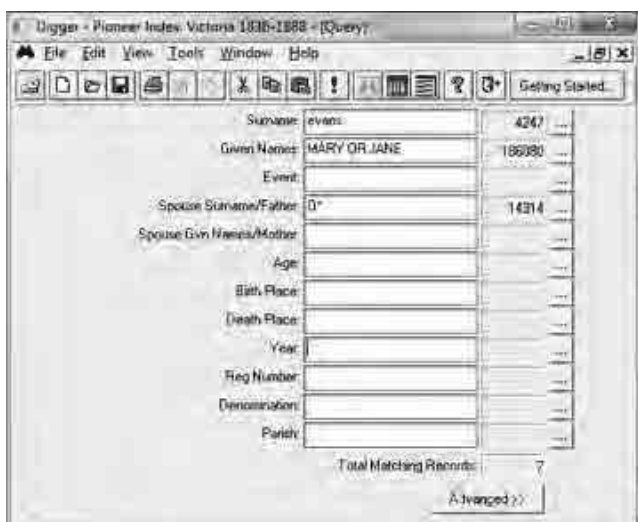 Digger - Pioneer Index Victoria 1836-1888 - [Query]
File Edit View Tools Window Help
Getting Started...
Surname: evans 4247 ...
Given Names: MARY OR JANE 186080 ...
Event: ...
Spouse Surname/Father: O* 14314 ...
Spouse Gvn Names/Mother: ...
Age: ...
Birth Place: ...
Death Place: ...
Year: ...
Reg Number: ...
Denomination: ...
Parish: ...
Total Matching Records: 7
Advanced >>